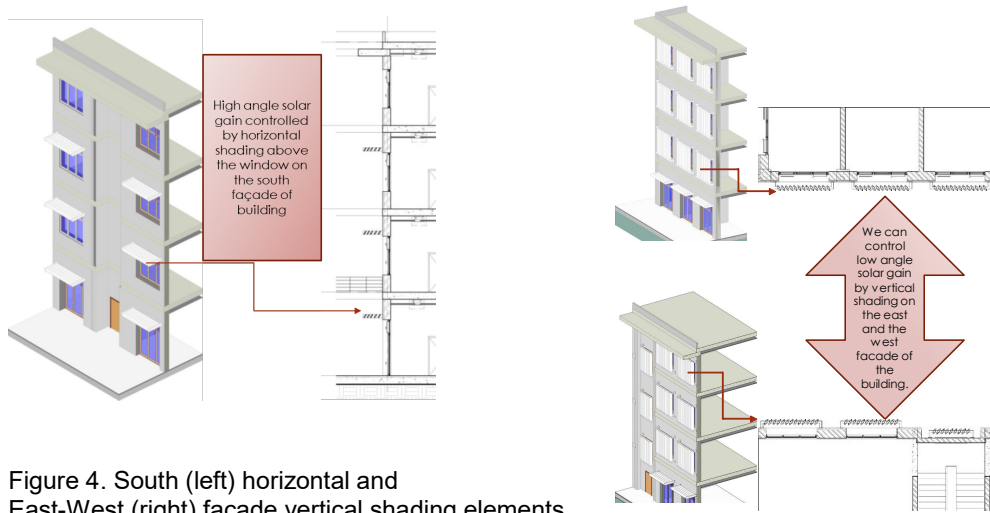 High angle solar
gain controlled
by horizontal
shading above
the window on
the south
façade of
building
We can
control
low angle
solar gain
by vertical
shading on
the east
and the
west
facade of
the
building.
Figure 4. South (left) horizontal and
East-West (right) façade vertical shading elements